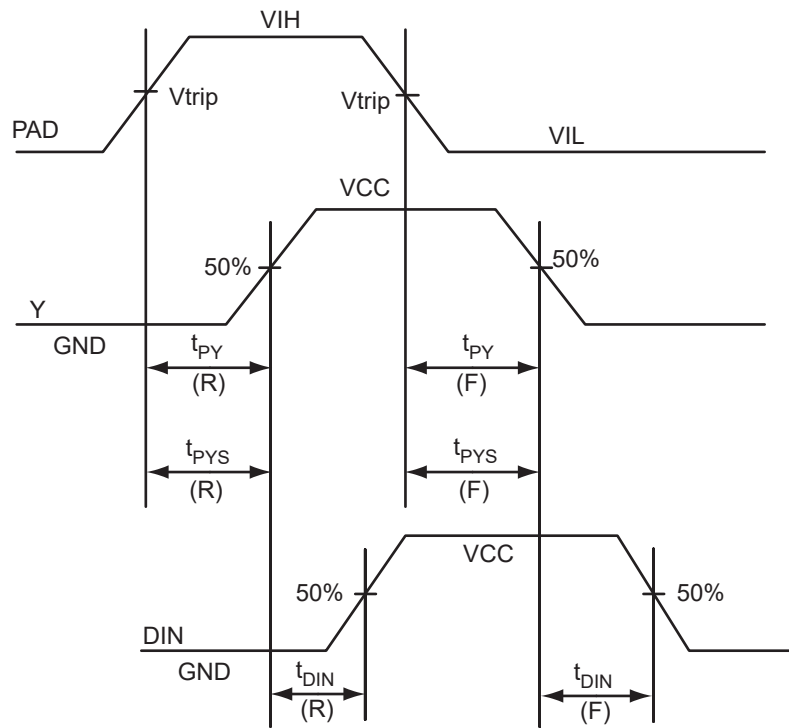 VIH
Vtrip
Vtrip
PAD
VIL
VCC
50%
50%
Y
GND
tPY
(R)
tPY
(F)
tPYS
(R)
tPYS
(F)
VCC
50%
50%
DIN
GND
tDIN
(R)
tDIN
(F)